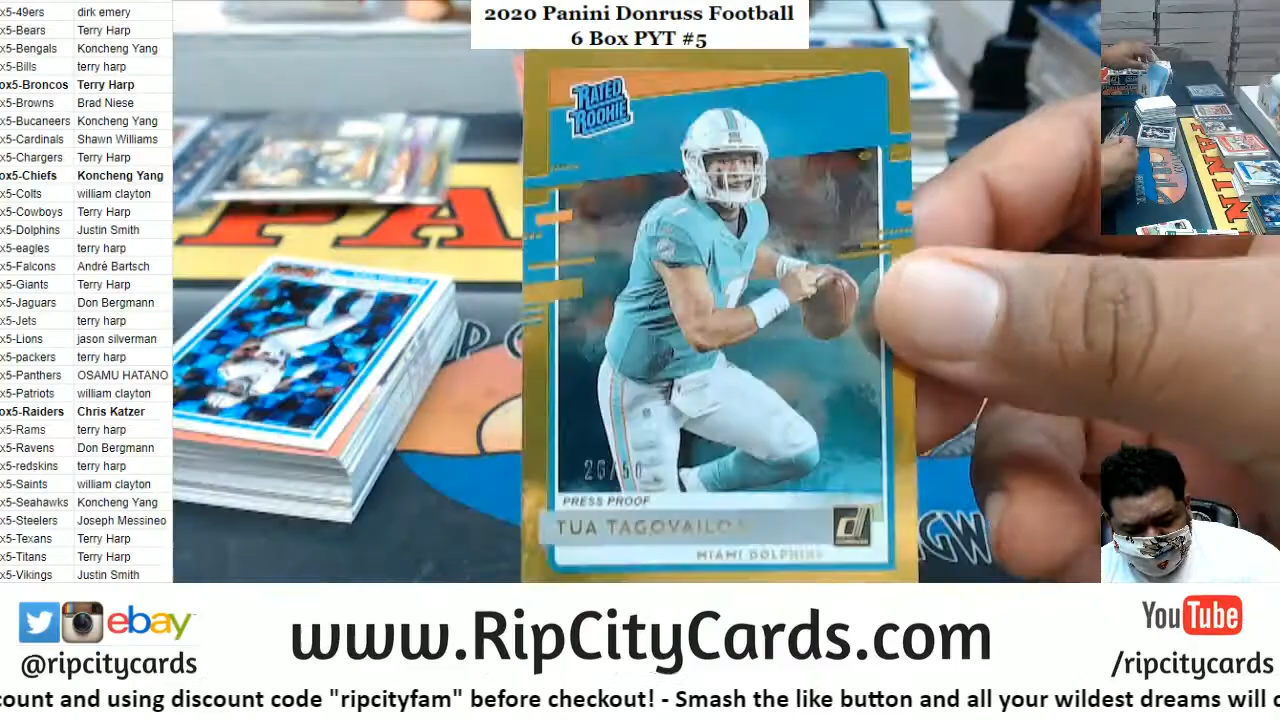 2020 Panini Donruss Football
6 Box PYT #5
x5-49ers dirk emery
x5-Bears Terry Harp
x5-Bengals Koncheng Yang
x5-Bills terry harp
ox5-Broncos Terry Harp
ox5-Browns Brad Niese
x5-Bucaneers Koncheng Yang
x5-Cardinals Shawn Williams
x5-Chargers Terry Harp
ox5-Chiefs Koncheng Yang
x5-Colts william clayton
x5-Cowboys Terry Harp
x5-Dolphins Justin Smith
x5-eagles terry harp
x5-Falcons André Bartsch
x5-Giants Terry Harp
x5-Jaguars Don Bergmann
x5-Jets terry harp
x5-Lions jason silverman
x5-packers terry harp
x5-Panthers OSAMU HATANO
x5-Patriots william clayton
ox5-Raiders Chris Katzer
x5-Rams terry harp
x5-Ravens Don Bergmann
x5-redskins terry harp
x5-Saints william clayton
x5-Seahawks Koncheng Yang
x5-Steelers Joseph Messineo
x5-Texans Terry Harp
x5-Titans Terry Harp
x5-Vikings Justin Smith
RATED
ROOKIE
26/50
PRESS PROOF
TUA TAGOVAILOA
MIAMI DOLPHINS
d
DONRUSS
PA
GW
ebay
@ripcitycards
www.RipCityCards.com
YouTube
/ripcitycards
count and using discount code "ripcityfam" before checkout! - Smash the like button and all your wildest dreams will c